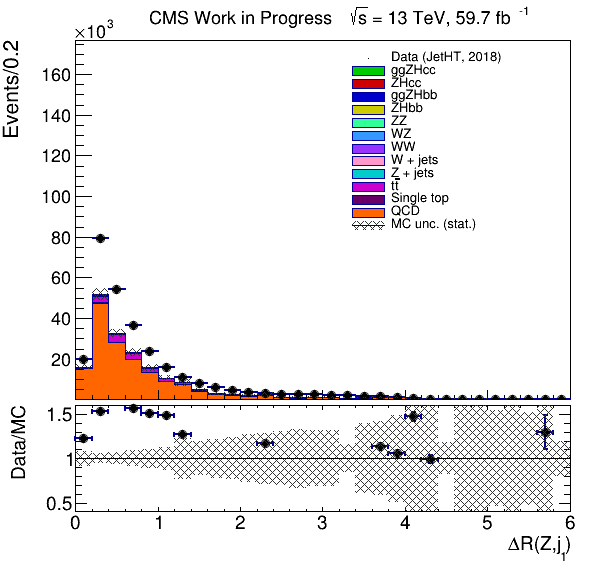 CMS Work in Progress √s = 13 TeV, 59.7 fb⁻¹
×10³
Events/0.2
160
140
120
100
80
60
40
20
Data (JetHT, 2018)
ggZHcc
ZHcc
ggZHbb
ZHbb
ZZ
WZ
WW
W + jets
Z + jets
tt̄
Single top
QCD
MC unc. (stat.)
Data/MC
1.5
1
0.5
0 1 2 3 4 5 6
ΔR(Z,j₁)